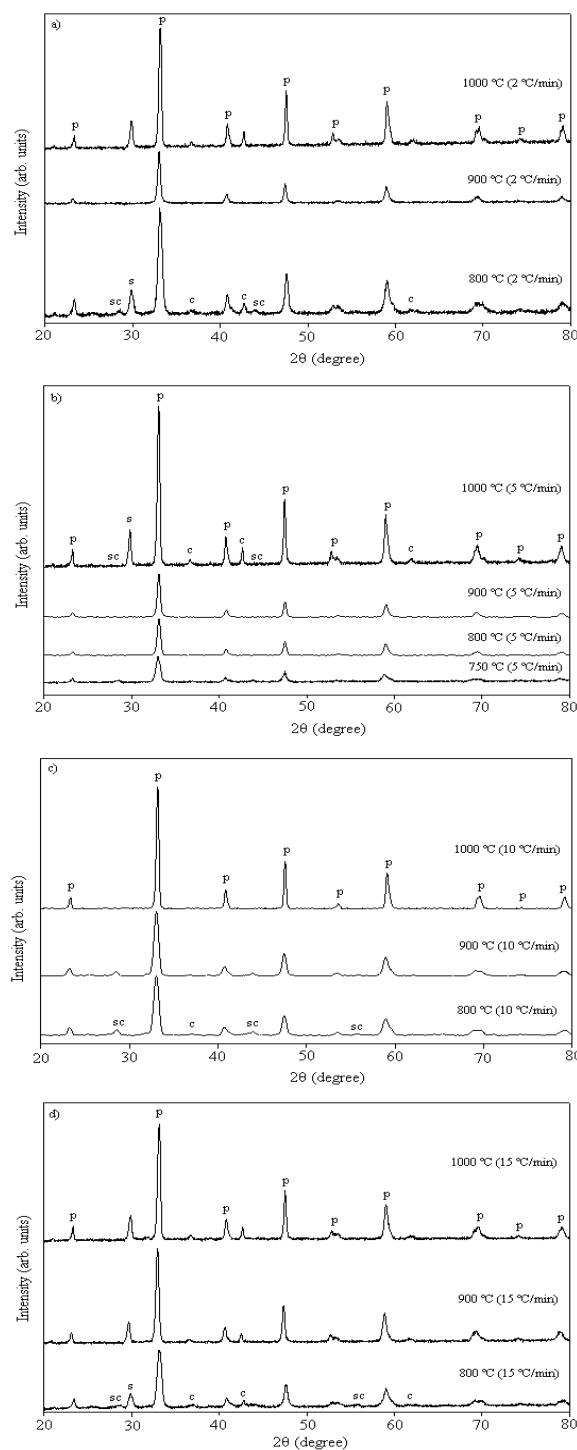 a)
p
p
p
p
p
p
p
p
1000 °C (2 °C/min)
900 °C (2 °C/min)
sc
s
c
c
sc
c
800 °C (2 °C/min)
Intensity (arb. units)
20 30 40 50 60 70 80
2θ (degree)
b)
p
p
sc
s
c
p
c
sc
p
p
p
c
p
p
p
1000 °C (5 °C/min)
900 °C (5 °C/min)
800 °C (5 °C/min)
750 °C (5 °C/min)
Intensity (arb. units)
20 30 40 50 60 70 80
2θ (degree)
c)
p
p
p
p
p
p
p
p
p
1000 °C (10 °C/min)
900 °C (10 °C/min)
sc
c
sc
sc
800 °C (10 °C/min)
Intensity (arb. units)
20 30 40 50 60 70 80
2θ (degree)
d)
p
p
p
p
p
p
p
p
p
1000 °C (15 °C/min)
900 °C (15 °C/min)
sc
s
c
c
sc
c
800 °C (15 °C/min)
Intensity (arb. units)
20 30 40 50 60 70 80
2θ (degree)